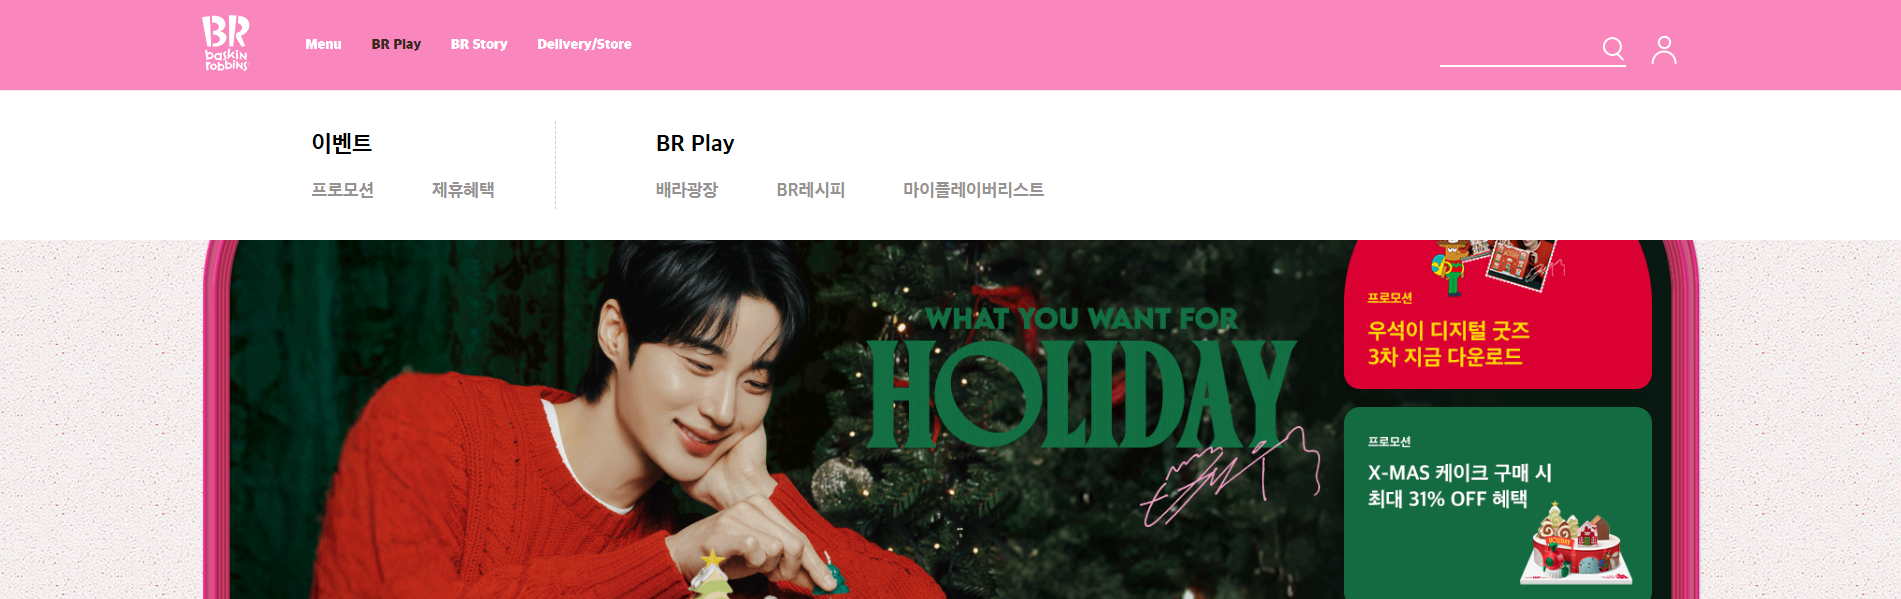 BR
baskin
robbins
Menu
BR Play
BR Story
Delivery/Store
이벤트
프로모션
제휴혜택
BR Play
배라광장
BR레시피
마이플레이버리스트
WHAT YOU WANT FOR
HOLIDAY
프로모션
우석이 디지털 굿즈
3차 지금 다운로드
프로모션
X-MAS 케이크 구매 시
최대 31% OFF 혜택
HOLIDAY